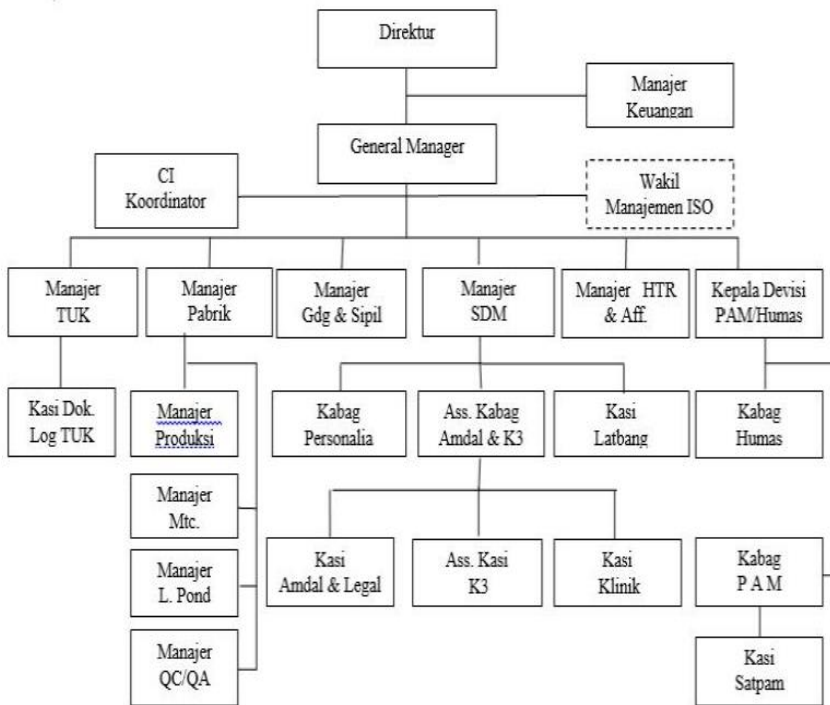 Direktur
Manajer
Keuangan
General Manager
CI
Koordinator
Wakil
Manajemen ISO
Manajer
TUK
Manajer
Pabrik
Manajer
Gdg & Sipil
Manajer
SDM
Manajer HTR
& Aff.
Kepala Devisi
PAM/Humas
Kasi Dok.
Log TUK
Manajer
Produksi
Kabag
Personalia
Ass. Kabag
Amdal & K3
Kasi
Latbang
Kabag
Humas
Manajer
Mtc.
Manajer
L. Pond
Kasi
Amdal & Legal
Ass. Kasi
K3
Kasi
Klinik
Kabag
P A M
Manajer
QC/QA
Kasi
Satpam